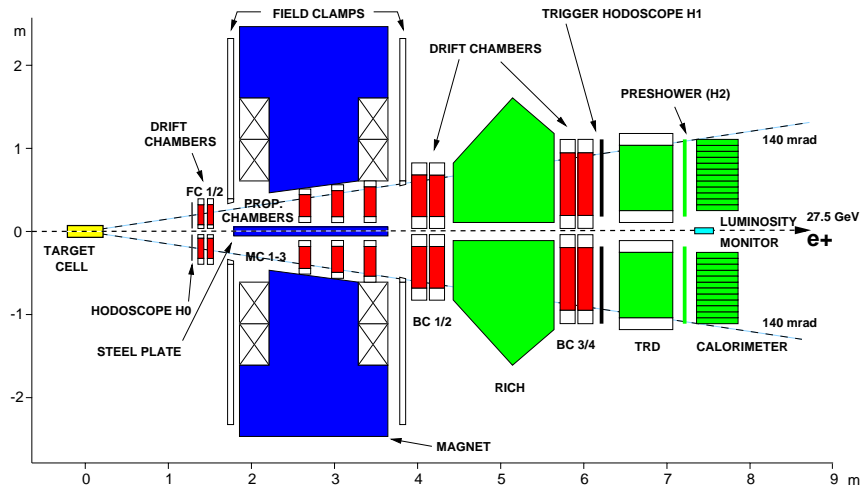 m
2
1
0
-1
-2
FIELD CLAMPS
TRIGGER HODOSCOPE H1
DRIFT CHAMBERS
PRESHOWER (H2)
DRIFT
CHAMBERS
FC 1/2
140 mrad
PROP.
CHAMBERS
27.5 GeV
LUMINOSITY
e+
TARGET
CELL
MONITOR
MC 1-3
HODOSCOPE H0
STEEL PLATE
BC 1/2
140 mrad
BC 3/4
TRD
CALORIMETER
RICH
MAGNET
0 1 2 3 4 5 6 7 8 9 m